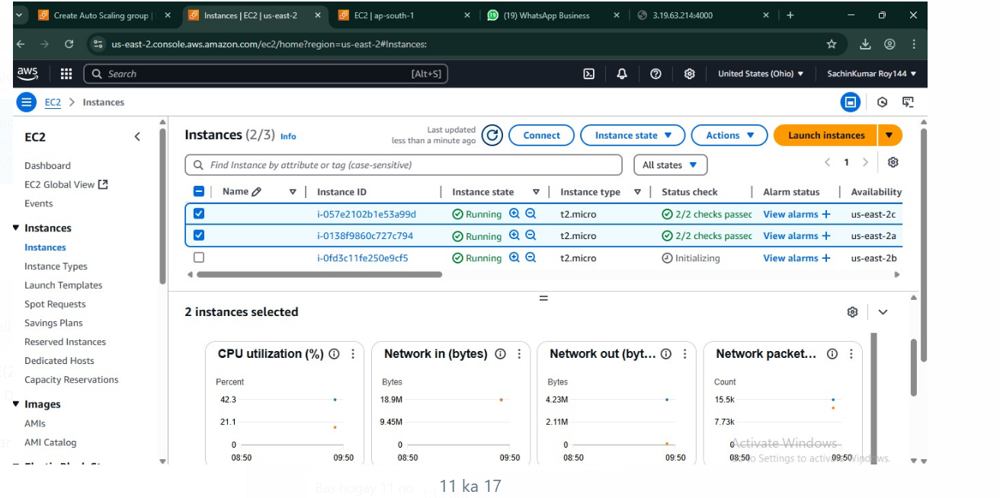 Create Auto Scaling group |
Instances | EC2 | us-east-2
EC2 | ap-south-1
(19) WhatsApp Business
3.19.63.214:4000
us-east-2.console.aws.amazon.com/ec2/home?region=us-east-2#Instances:
aws
Search
[Alt+S]
United States (Ohio)
SachinKumar Roy144
EC2 > Instances
EC2
Dashboard
EC2 Global View
Events
Instances
Instances
Instance Types
Launch Templates
Spot Requests
Savings Plans
Reserved Instances
Dedicated Hosts
Capacity Reservations
Images
AMIs
AMI Catalog
Instances (2/3) Info
Last updated
less than a minute ago
Connect
Instance state
Actions
Launch instances
Find Instance by attribute or tag (case-sensitive)
All states
1
Name Instance ID Instance state Instance type Status check Alarm status Availability
i-057e2102b1e53a99d Running t2.micro 2/2 checks passec View alarms + us-east-2c
i-0138f9860c727c794 Running t2.micro 2/2 checks passec View alarms + us-east-2a
i-0fd3c11fe250e9cf5 Running t2.micro Initializing View alarms + us-east-2b
2 instances selected
CPU utilization (%)
Percent
42.3
21.1
0
08:50 09:50
Network in (bytes)
Bytes
18.9M
9.45M
0
08:50 09:50
Network out (byt...
Bytes
4.23M
2.11M
0
08:50 09:50
Network packet...
Count
15.5k
7.73k
0
08:50 09:50
Activate Windows
to Settings to activate Windows.
Bas hogay 11 no
11 ka 17